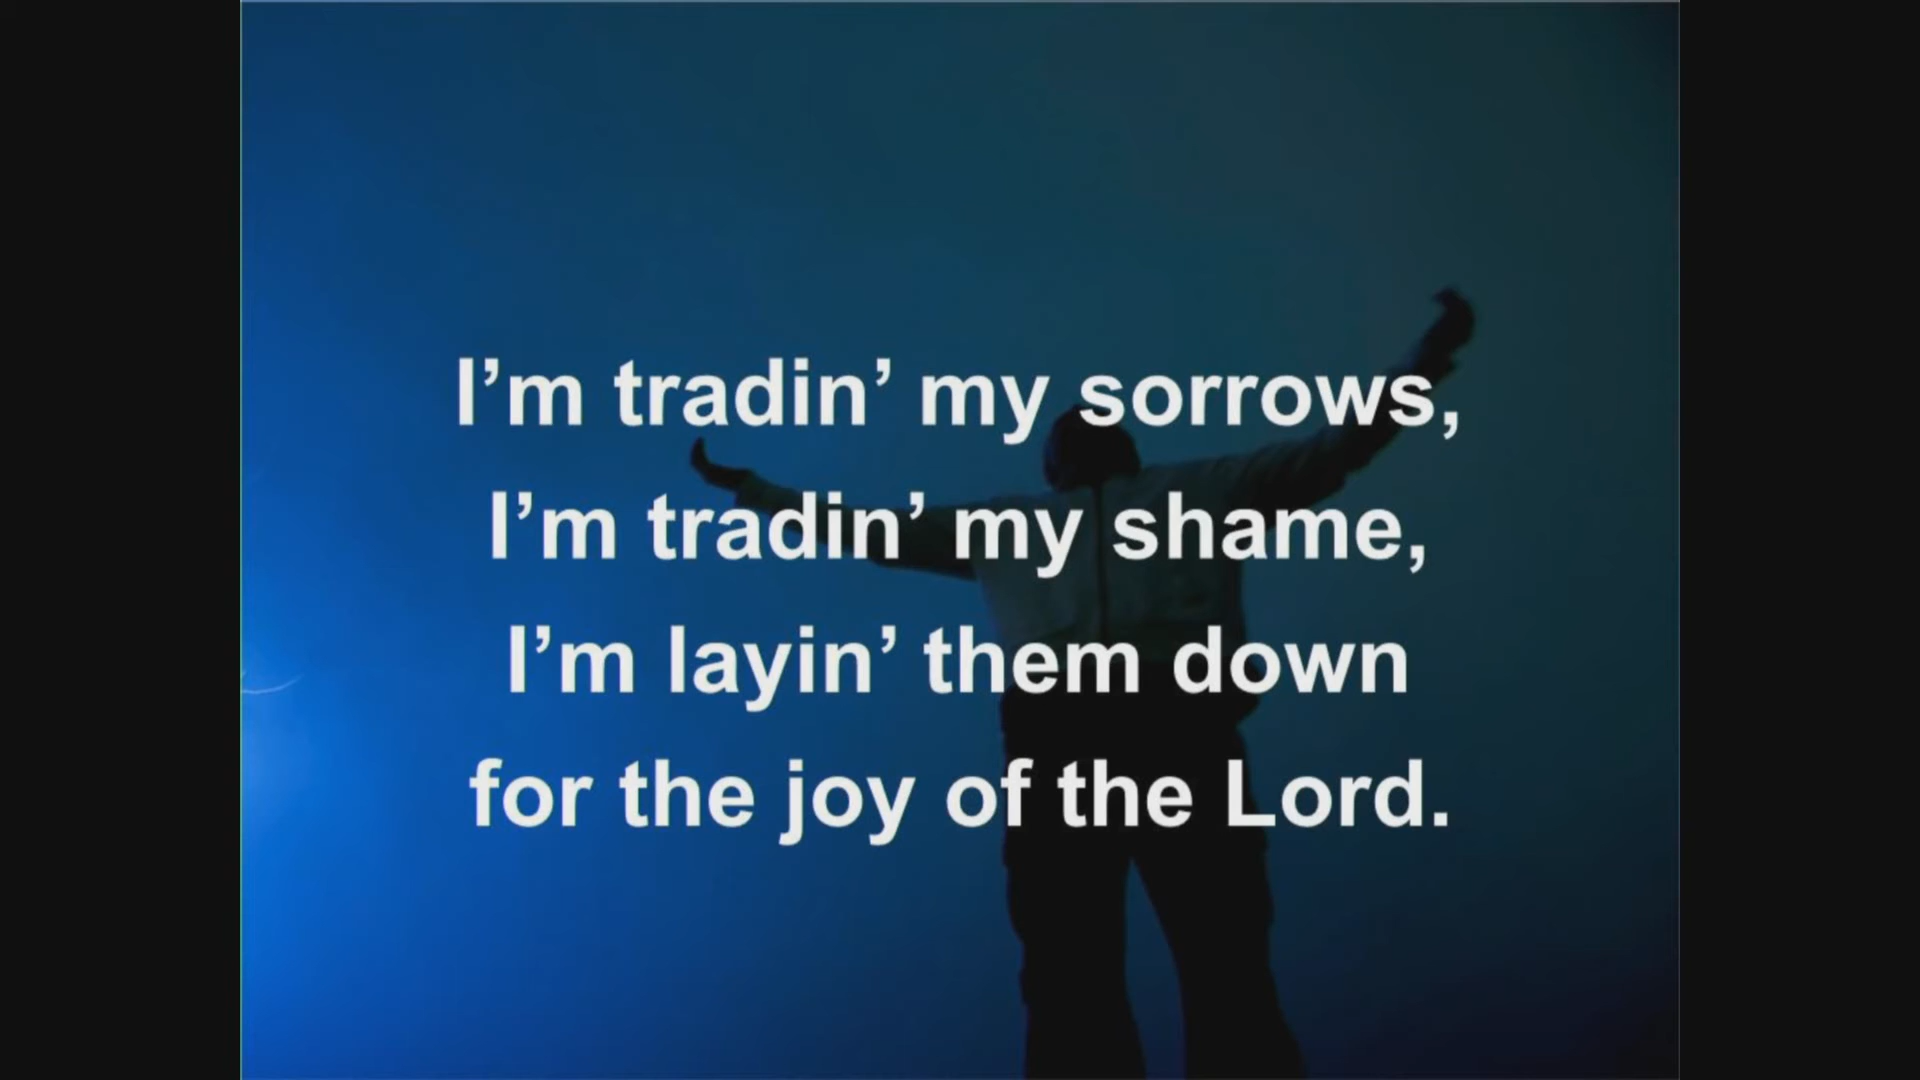 I’m tradin’ my sorrows,
I’m tradin’ my shame,
I’m layin’ them down
for the joy of the Lord.